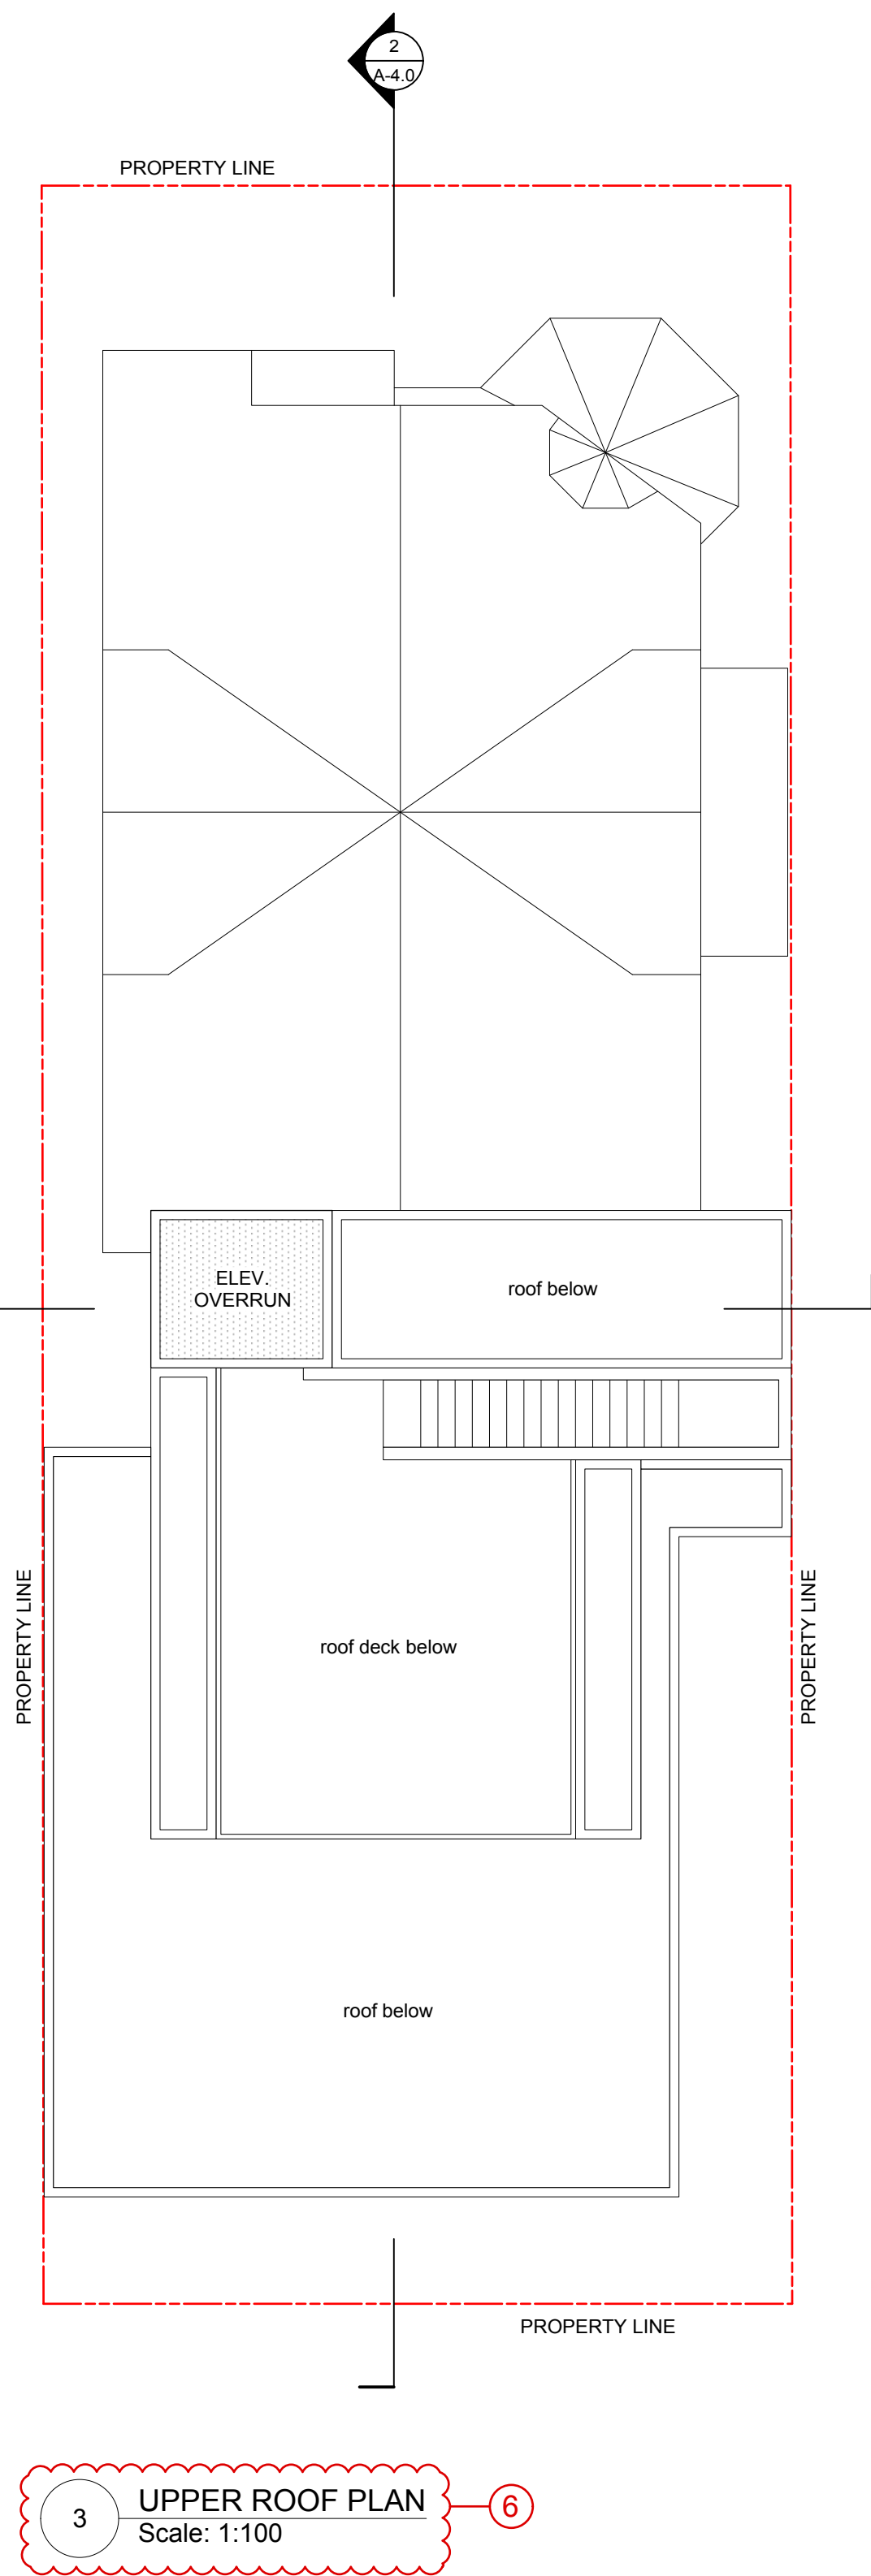 2
A-4.0
PROPERTY LINE
ELEV.
OVERRUN
roof below
PROPERTY LINE
PROPERTY LINE
roof deck below
roof below
PROPERTY LINE
3
UPPER ROOF PLAN
Scale: 1:100
6